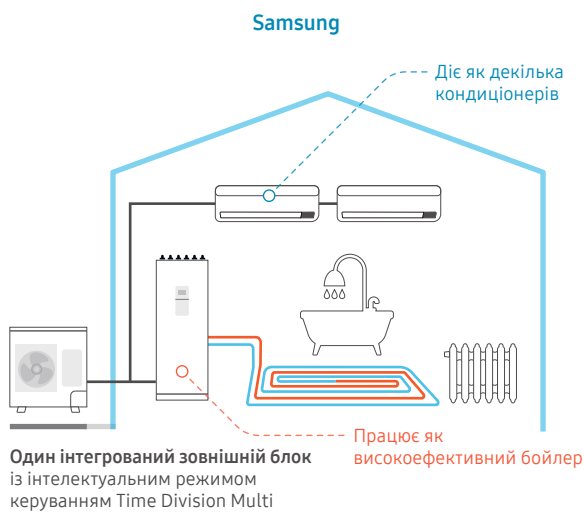 Samsung
Діє як декілька
кондиціонерів
Працює як
високоефективний бойлер
Один інтегрований зовнішній блок
із інтелектуальним режимом
керуванням Time Division Multi